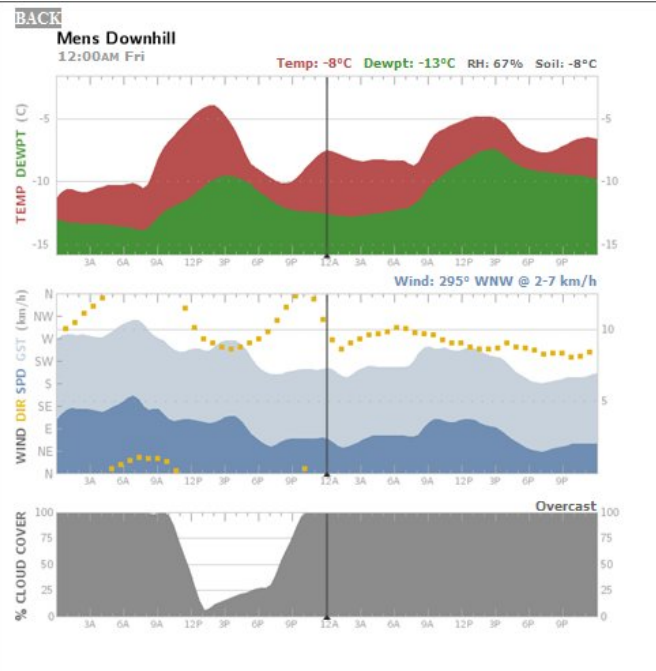 BACK
Mens Downhill
12:00AM Fri
Temp: -8°C Dewpt: -13°C RH: 67% Soil: -8°C
TEMP DEWPT (C)
-5 -5
-10 -10
-15 -15
3A 6A 9A 12P 3P 6P 9P 12A 3A 6A 9A 12P 3P 6P 9P
Wind: 295° WNW @ 2-7 km/h
WIND DIR SPD GST (km/h)
N
NW
W 10
SW
S
SE 5
E
NE
N
3A 6A 9A 12P 3P 6P 9P 12A 3A 6A 9A 12P 3P 6P 9P
Overcast
% CLOUD COVER
100 100
75 75
50 50
25 25
0 0
3A 6A 9A 12P 3P 6P 9P 12A 3A 6A 9A 12P 3P 6P 9P